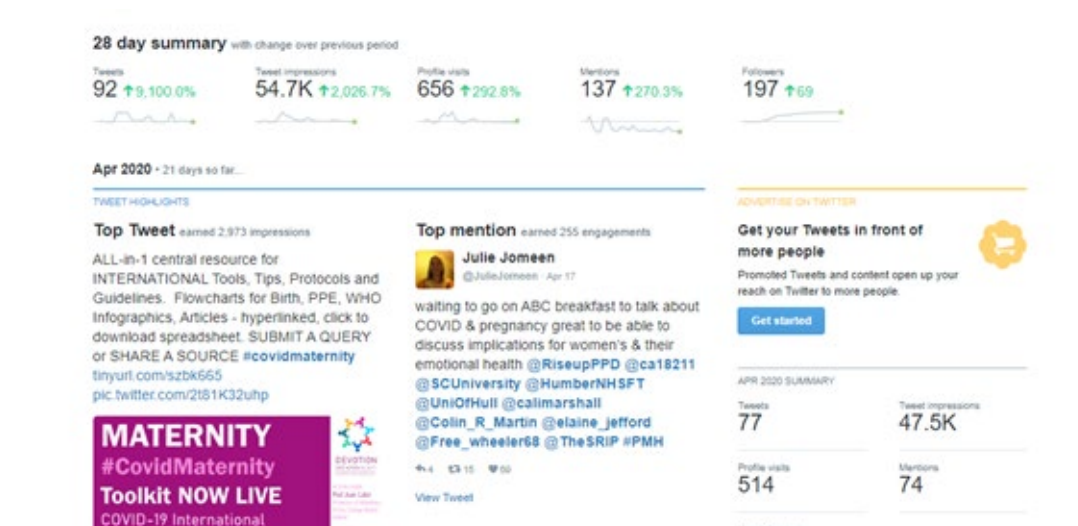 28 day summary with change over previous period
Tweets
92 ↑9,100.0%
Tweet impressions
54.7K ↑2,026.7%
Profile visits
656 ↑292.8%
Mentions
137 ↑270.3%
Followers
197 ↑69
Apr 2020 • 21 days so far...
TWEET HIGHLIGHTS
Top Tweet earned 2,973 impressions
ALL-in-1 central resource for
INTERNATIONAL Tools, Tips, Protocols and
Guidelines. Flowcharts for Birth, PPE, WHO
Infographics, Articles - hyperlinked, click to
download spreadsheet. SUBMIT A QUERY
or SHARE A SOURCE #covidmaternity
tinyurl.com/szbk665
pic.twitter.com/2t81K32uhp
MATERNITY
#CovidMaternity
Toolkit NOW LIVE
COVID-19 International
DEVOTION
Top mention earned 255 engagements
Julie Jomeen
@JulieJomeen · Apr 17
waiting to go on ABC breakfast to talk about
COVID & pregnancy great to be able to
discuss implications for women's & their
emotional health @RiseupPPD @ca18211
@SCUniversity @HumberNHSFT
@UniOfHull @calimarshall
@Colin_R_Martin @elaine_jefford
@Free_wheeler68 @TheSRIP #PMH
4 15 69
View Tweet
ADVERTISE ON TWITTER
Get your Tweets in front of
more people
Promoted Tweets and content open up your
reach on Twitter to more people.
Get started
APR 2020 SUMMARY
Tweets
77
Tweet impressions
47.5K
Profile visits
514
Mentions
74